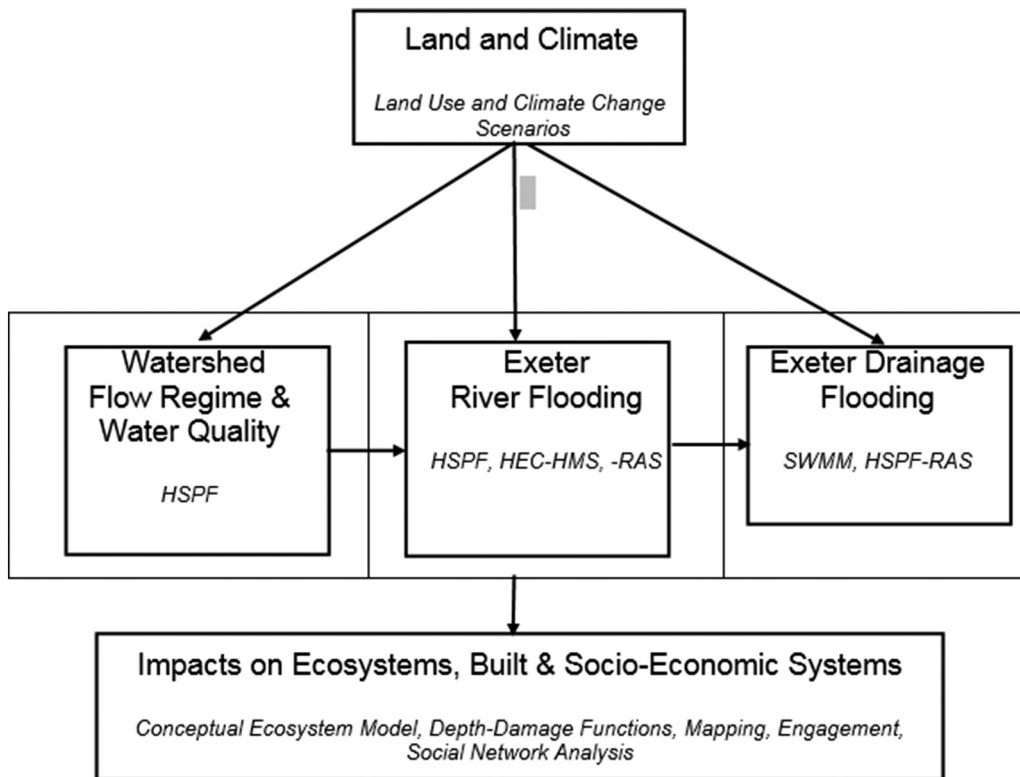 Land and Climate
Land Use and Climate Change
Scenarios
Watershed
Flow Regime &
Water Quality
HSPF
Exeter
River Flooding
HSPF, HEC-HMS, -RAS
Exeter Drainage
Flooding
SWMM, HSPF-RAS
Impacts on Ecosystems, Built & Socio-Economic Systems
Conceptual Ecosystem Model, Depth-Damage Functions, Mapping, Engagement,
Social Network Analysis